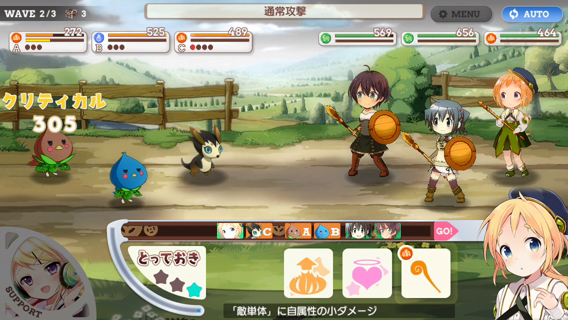 WAVE 2/3 3
通常攻撃
MENU
AUTO
272
A
525
B
489
C
569
656
464
クリティカル
305
C A B
GO!
とっておき
SUPPORT
「敵単体」に自属性の小ダメージ